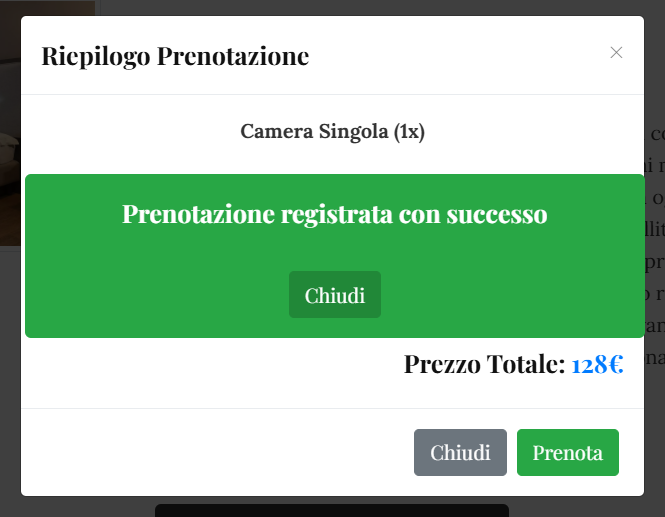 Riepilogo Prenotazione
×
Camera Singola (1x)
Prenotazione registrata con successo
Chiudi
Prezzo Totale: 128€
Chiudi Prenota